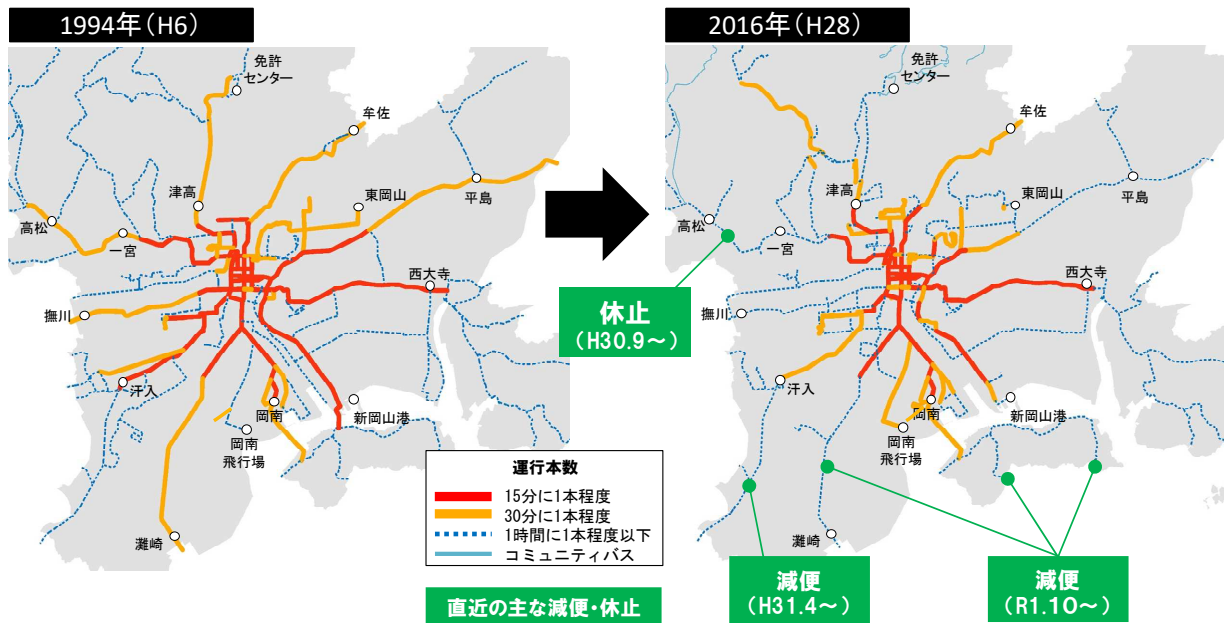 1994年(H6)
免許
センター
牟佐
津高
東岡山
平島
高松
一宮
西大寺
撫川
汗入
岡南
新岡山港
岡南
飛行場
灘崎
2016年(H28)
免許
センター
牟佐
津高
東岡山
平島
高松
一宮
西大寺
撫川
汗入
岡南
新岡山港
岡南
飛行場
灘崎
休止
(H30.9~)
運行本数
15分に1本程度
30分に1本程度
1時間に1本程度以下
コミュニティバス
直近の主な減便・休止
減便
(H31.4~)
減便
(R1.10~)